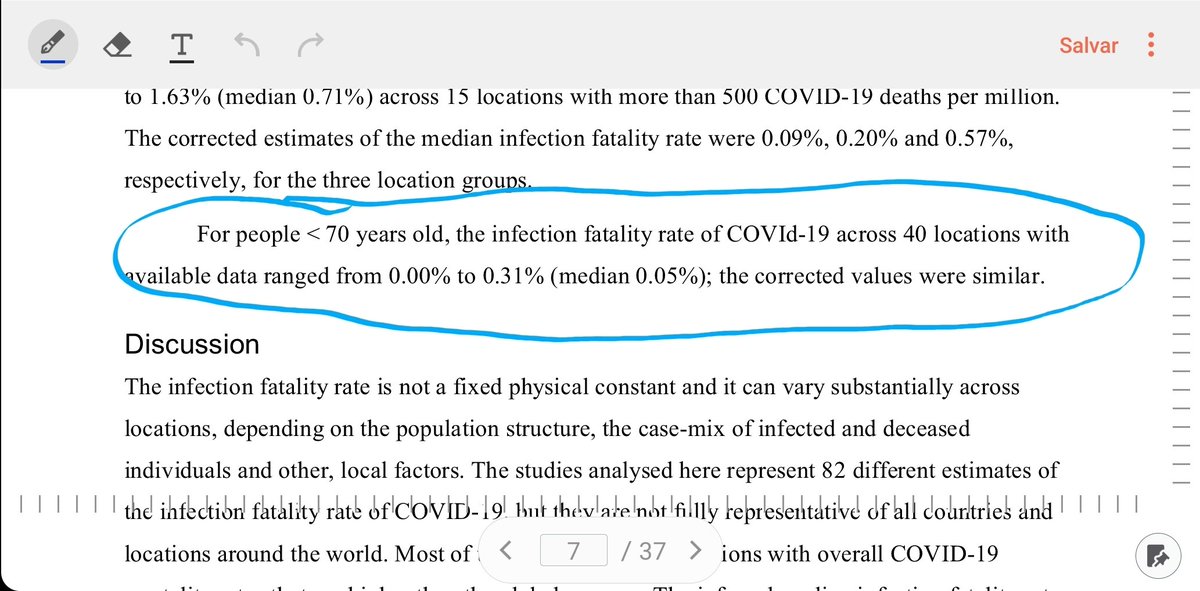 T
Salvar
to 1.63% (median 0.71%) across 15 locations with more than 500 COVID-19 deaths per million.
The corrected estimates of the median infection fatality rate were 0.09%, 0.20% and 0.57%,
respectively, for the three location groups.
For people < 70 years old, the infection fatality rate of COVId-19 across 40 locations with
available data ranged from 0.00% to 0.31% (median 0.05%); the corrected values were similar.
Discussion
The infection fatality rate is not a fixed physical constant and it can vary substantially across
locations, depending on the population structure, the case-mix of infected and deceased
individuals and other, local factors. The studies analysed here represent 82 different estimates of
the infection fatality rate of COVID-19, but they are not fully representative of all countries and
locations around the world. Most of
ions with overall COVID-19
7 / 37